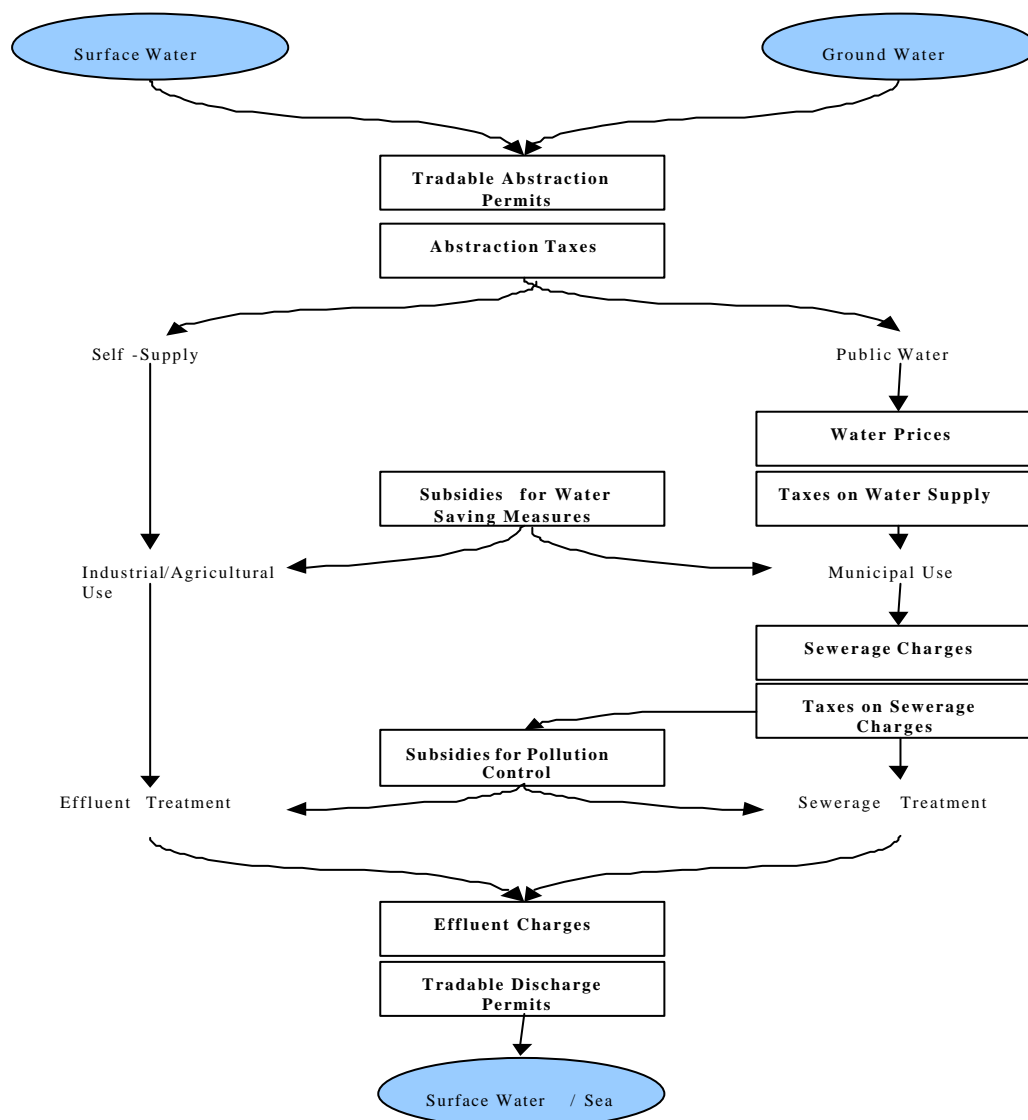 Surface Water
Ground Water
Tradable Abstraction
Permits
Abstraction Taxes
Self -Supply
Public Water
Water Prices
Subsidies for Water
Saving Measures
Taxes on Water Supply
Industrial/Agricultural
Use
Municipal Use
Sewerage Charges
Taxes on Sewerage
Charges
Subsidies for Pollution
Control
Effluent Treatment
Sewerage Treatment
Effluent Charges
Tradable Discharge
Permits
Surface Water / Sea